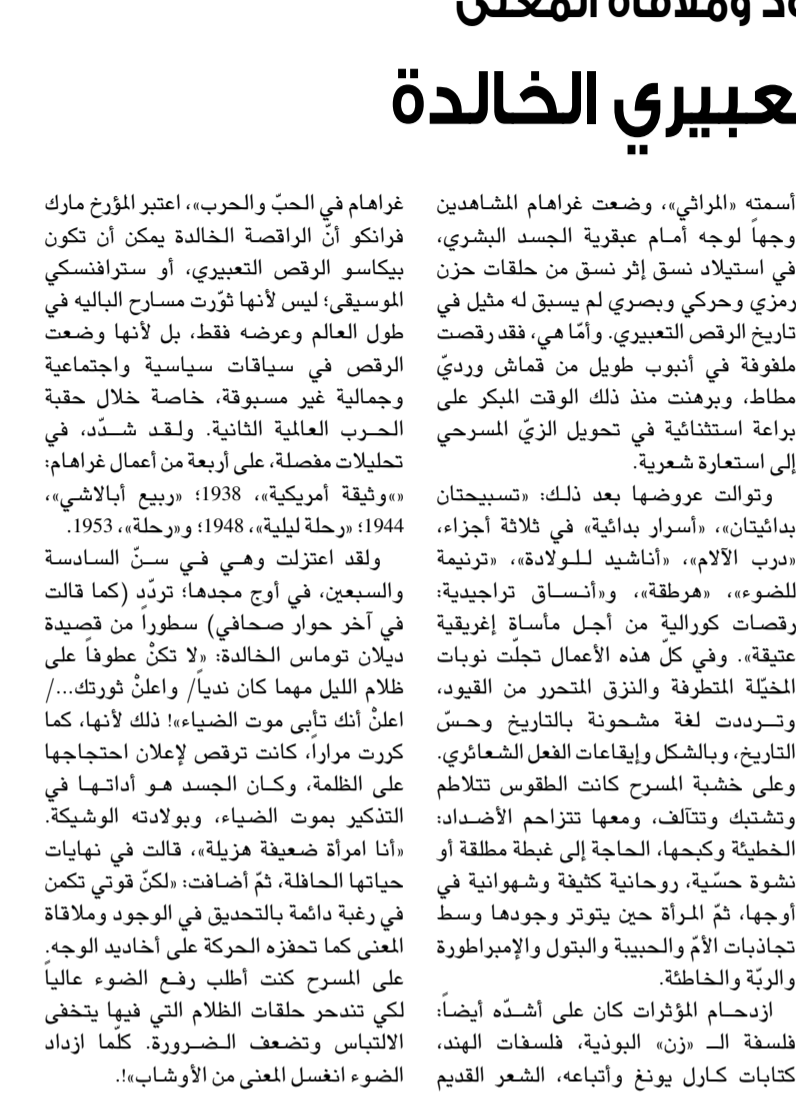 ود وملاقاة المعنى
عبيري الخالدة
أسمته «المراثي»، وضعت غراهام المشاهدين
وجهاً لوجه أمام عبقرية الجسد البشري،
في استيلاد نسق إثر نسق من حلقات حزن
رمزي وحركي وبصري لم يسبق له مثيل في
تاريخ الرقص التعبيري. وأمّا هي، فقد رقصت
ملفوفة في أنبوب طويل من قماش ورديّ
مطاط، وبرهنت منذ ذلك الوقت المبكر على
براعة استثنائية في تحويل الزيّ المسرحي
إلى استعارة شعرية.
وتوالت عروضها بعد ذلك: «تسبيحتان
بدائيتان»، «أسرار بدائية» في ثلاثة أجزاء،
«درب الآلام»، «أناشيد للولادة»، «ترنيمة
للضوء»، «هرطقة»، و«أنساق تراجيدية:
رقصات كورالية من أجل مأساة إغريقية
عتيقة». وفي كلّ هذه الأعمال تجلّت نوبات
المخيّلة المتطرفة والنزق المتحرر من القيود،
وترددت لغة مشحونة بالتاريخ وحسّ
التاريخ، وبالشكل وإيقاعات الفعل الشعائري.
وعلى خشبة المسرح كانت الطقوس تتلاطم
وتشتبك وتتآلف، ومعها تتزاحم الأضداد:
الخطيئة وكبحها، الحاجة إلى غبطة مطلقة أو
نشوة حسّية، روحانية كثيفة وشهوانية في
أوجها، ثمّ المرأة حين يتوتر وجودها وسط
تجاذبات الأمّ والحبيبة والبتول والإمبراطورة
والربّة والخاطئة.
ازدحام المؤثرات كان على أشدّه أيضاً:
فلسفة الـ «زن» البوذية، فلسفات الهند،
كتابات كارل يونغ وأتباعه، الشعر القديم
غراهام في الحبّ والحرب»، اعتبر المؤرخ مارك
فرانكو أنّ الراقصة الخالدة يمكن أن تكون
بيكاسو الرقص التعبيري، أو سترافنسكي
الموسيقى؛ ليس لأنها ثوّرت مسارح الباليه في
طول العالم وعرضه فقط، بل لأنها وضعت
الرقص في سياقات سياسية واجتماعية
وجمالية غير مسبوقة، خاصة خلال حقبة
الحرب العالمية الثانية. ولقد شدّد، في
تحليلات مفصلة، على أربعة من أعمال غراهام:
«»وثيقة أمريكية»، 1938؛ «ربيع أبالاشي»،
1944؛ «رحلة ليلية»، 1948؛ و«رحلة»، 1953.
ولقد اعتزلت وهي في سنّ السادسة
والسبعين، في أوج مجدها؛ تردّد (كما قالت
في آخر حوار صحافي) سطوراً من قصيدة
ديلان توماس الخالدة: «لا تكنْ عطوفاً على
ظلام الليل مهما كان ندياً/ واعلنْ ثورتك.../
اعلنْ أنك تأبى موت الضياء»! ذلك لأنها، كما
كررت مراراً، كانت ترقص لإعلان احتجاجها
على الظلمة، وكان الجسد هو أداتها في
التذكير بموت الضياء، وبولادته الوشيكة.
«أنا امرأة ضعيفة هزيلة»، قالت في نهايات
حياتها الحافلة، ثمّ أضافت: «لكنّ قوتي تكمن
في رغبة دائمة بالتحديق في الوجود وملاقاة
المعنى كما تحفزه الحركة على أخاديد الوجه.
على المسرح كنت أطلب رفع الضوء عالياً
لكي تندحر حلقات الظلام التي فيها يتخفى
الالتباس وتضعف الضرورة. كلّما ازداد
الضوء انغسل المعنى من الأوشاب»!.